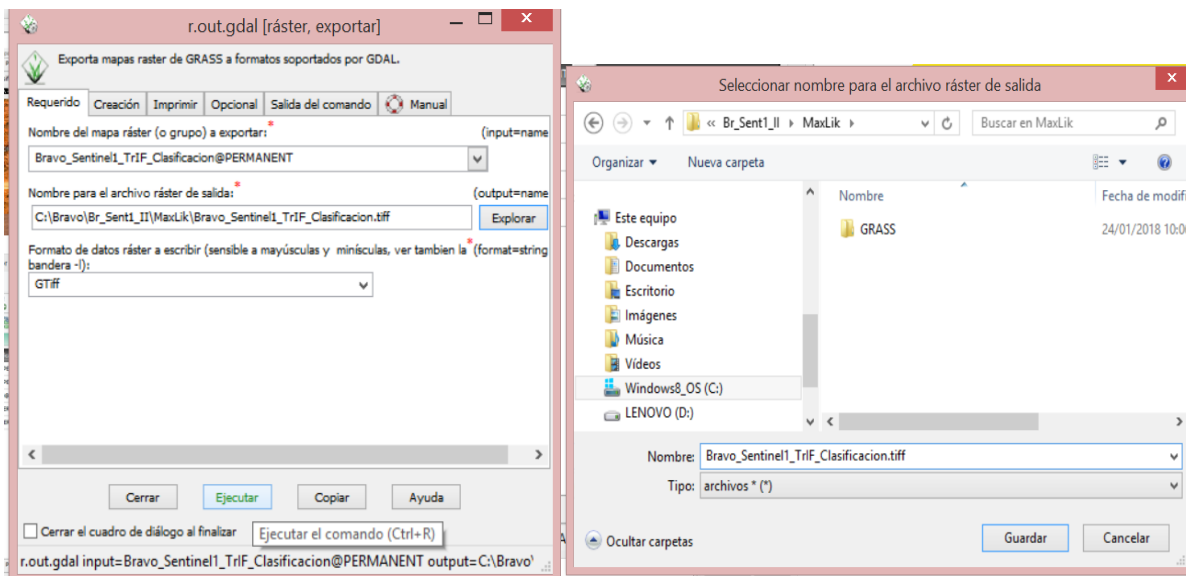 r.out.gdal [ráster, exportar]
Exporta mapas raster de GRASS a formatos soportados por GDAL.
Requerido Creación Imprimir Opcional Salida del comando Manual
Nombre del mapa ráster (o grupo) a exportar:* (input=name
Bravo_Sentinel1_TrIF_Clasificacion@PERMANENT
Nombre para el archivo ráster de salida:* (output=name
C:\Bravo\Br_Sent1_II\MaxLik\Bravo_Sentinel1_TrIF_Clasificacion.tiff Explorar
Formato de datos ráster a escribir (sensible a mayúsculas y minísculas, ver tambien la* (format=string
bandera -l):
GTiff
Cerrar Ejecutar Copiar Ayuda
Cerrar el cuadro de diálogo al finalizar
Ejecutar el comando (Ctrl+R)
r.out.gdal input=Bravo_Sentinel1_TrIF_Clasificacion@PERMANENT output=C:\Bravo\
Seleccionar nombre para el archivo ráster de salida
« Br_Sent1_II MaxLik Buscar en MaxLik
Organizar Nueva carpeta
Nombre Fecha de modifi
Este equipo
GRASS 24/01/2018 10:0
Descargas
Documentos
Escritorio
Imágenes
Música
Vídeos
Windows8_OS (C:)
LENOVO (D:)
Nombre: Bravo_Sentinel1_TrIF_Clasificacion.tiff
Tipo: archivos * (*)
Ocultar carpetas Guardar Cancelar